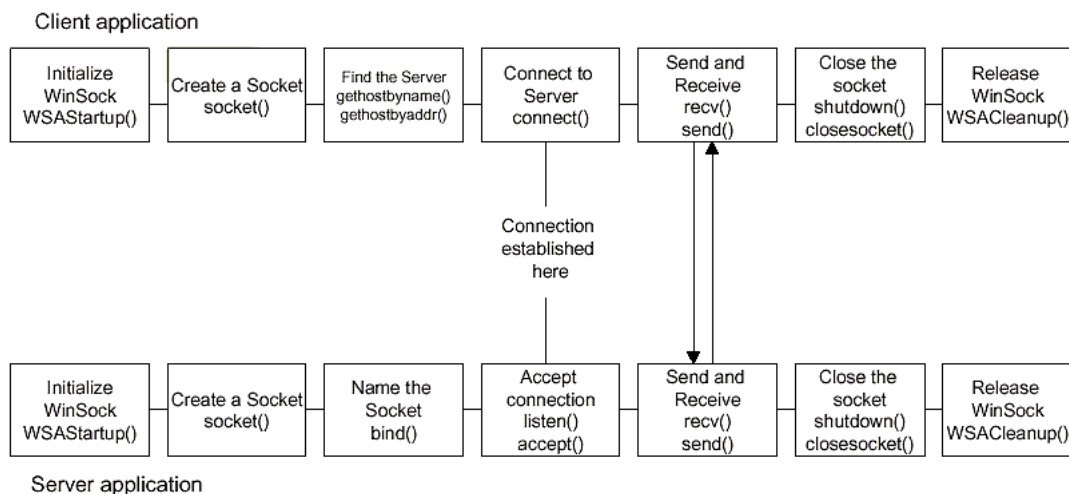 Client application
Initialize
WinSock
WSAStartup()
Create a Socket
socket()
Find the Server
gethostbyname()
gethostbyaddr()
Connect to
Server
connect()
Send and
Receive
recv()
send()
Close the
socket
shutdown()
closesocket()
Release
WinSock
WSACleanup()
Connection
established
here
Initialize
WinSock
WSAStartup()
Create a Socket
socket()
Name the
Socket
bind()
Accept
connection
listen()
accept()
Send and
Receive
recv()
send()
Close the
socket
shutdown()
closesocket()
Release
WinSock
WSACleanup()
Server application